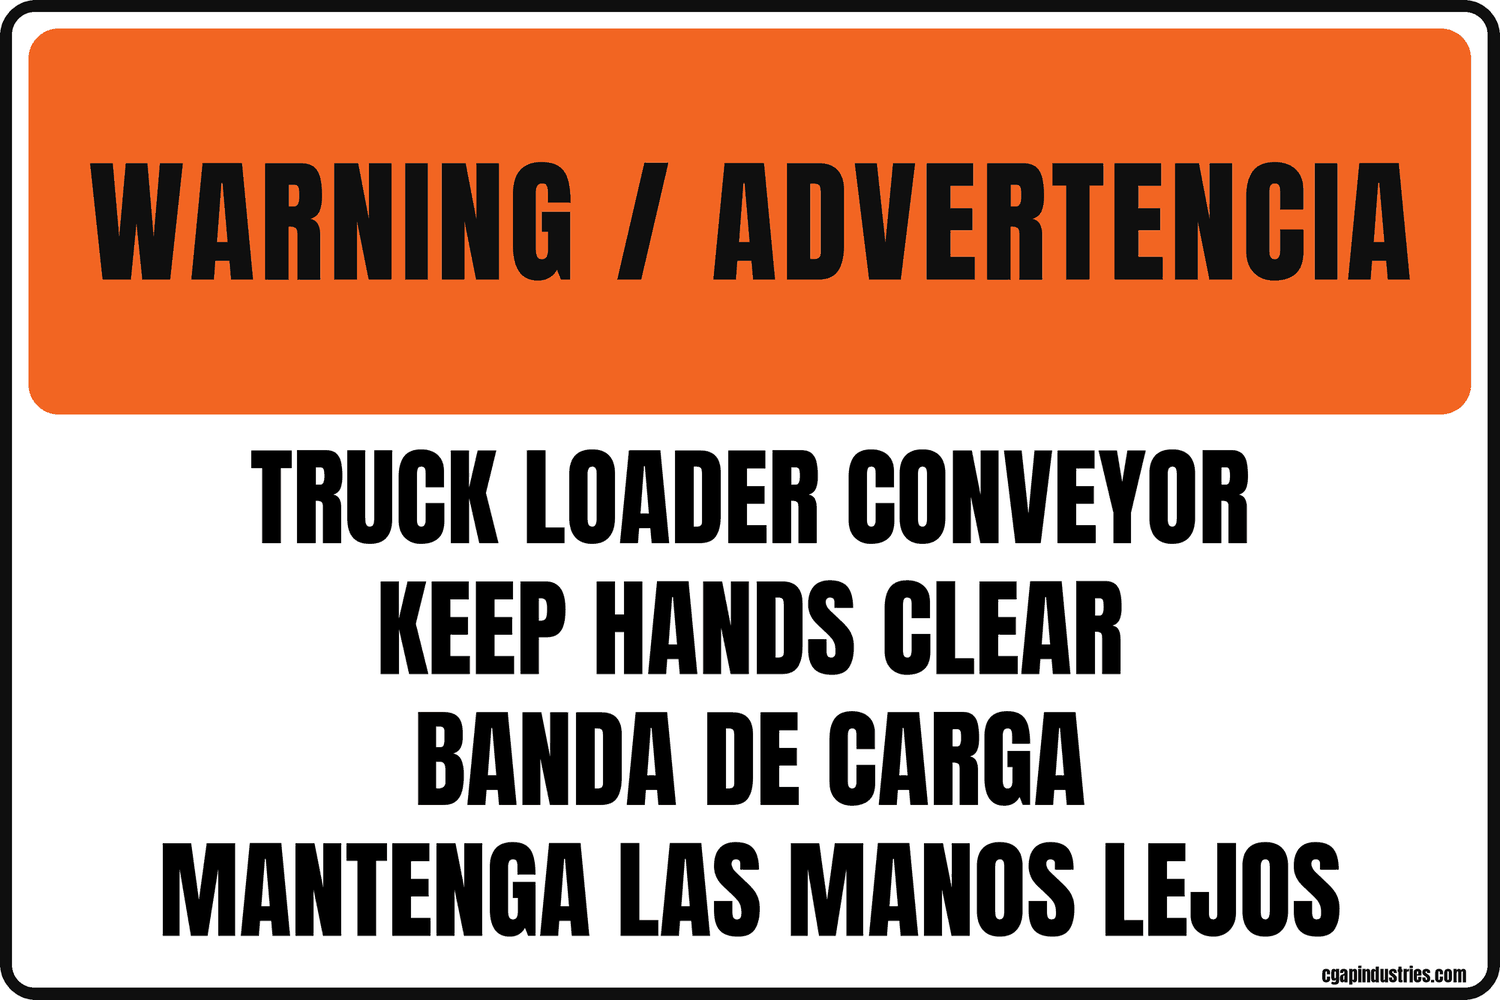 WARNING / ADVERTENCIA
TRUCK LOADER CONVEYOR
KEEP HANDS CLEAR
BANDA DE CARGA
MANTENGA LAS MANOS LEJOS
cgapindustries.com